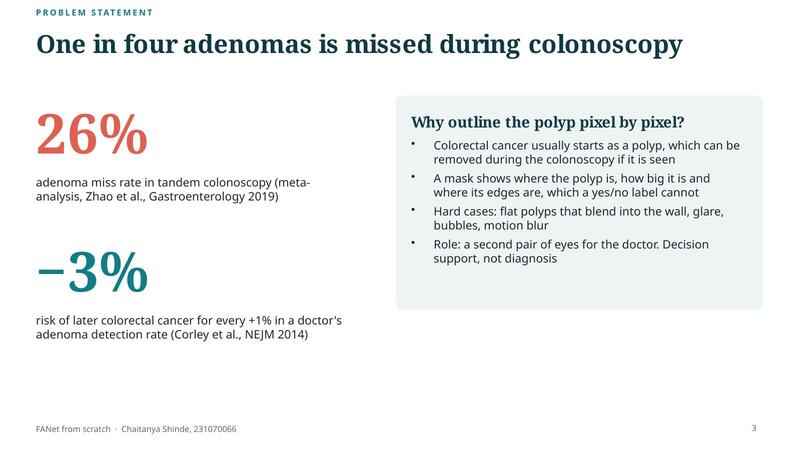 PROBLEM STATEMENT
One in four adenomas is missed during colonoscopy
26%
adenoma miss rate in tandem colonoscopy (meta-
analysis, Zhao et al., Gastroenterology 2019)
−3%
risk of later colorectal cancer for every +1% in a doctor's
adenoma detection rate (Corley et al., NEJM 2014)
Why outline the polyp pixel by pixel?
• Colorectal cancer usually starts as a polyp, which can be
removed during the colonoscopy if it is seen
• A mask shows where the polyp is, how big it is and
where its edges are, which a yes/no label cannot
• Hard cases: flat polyps that blend into the wall, glare,
bubbles, motion blur
• Role: a second pair of eyes for the doctor. Decision
support, not diagnosis
FANet from scratch · Chaitanya Shinde, 231070066
3